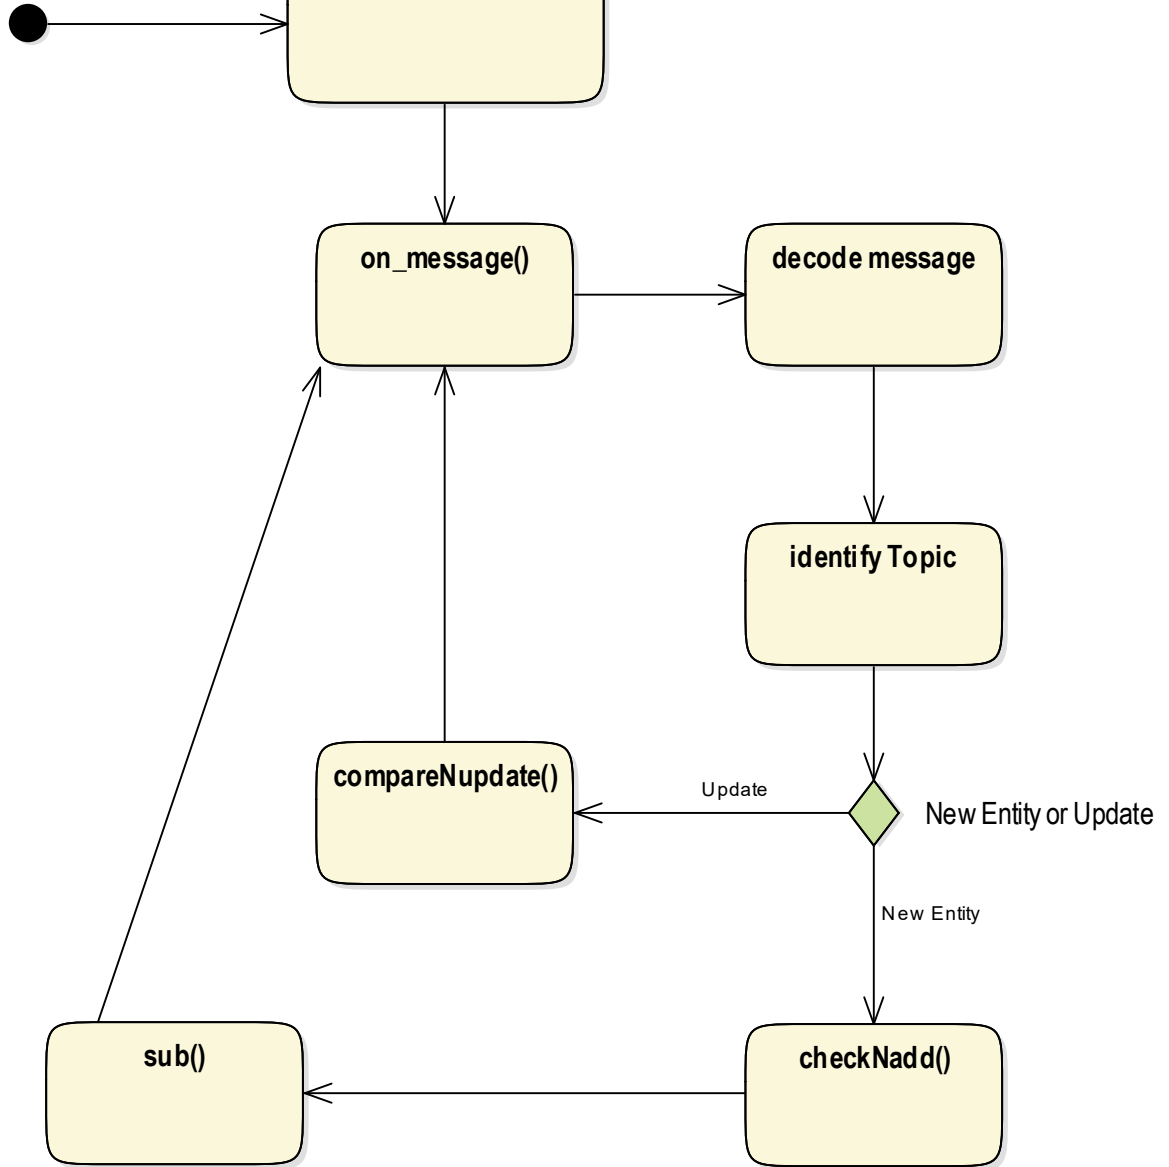 on_message()
decode message
identify Topic
compareNupdate()
Update
New Entity or Update
New Entity
sub()
checkNadd()